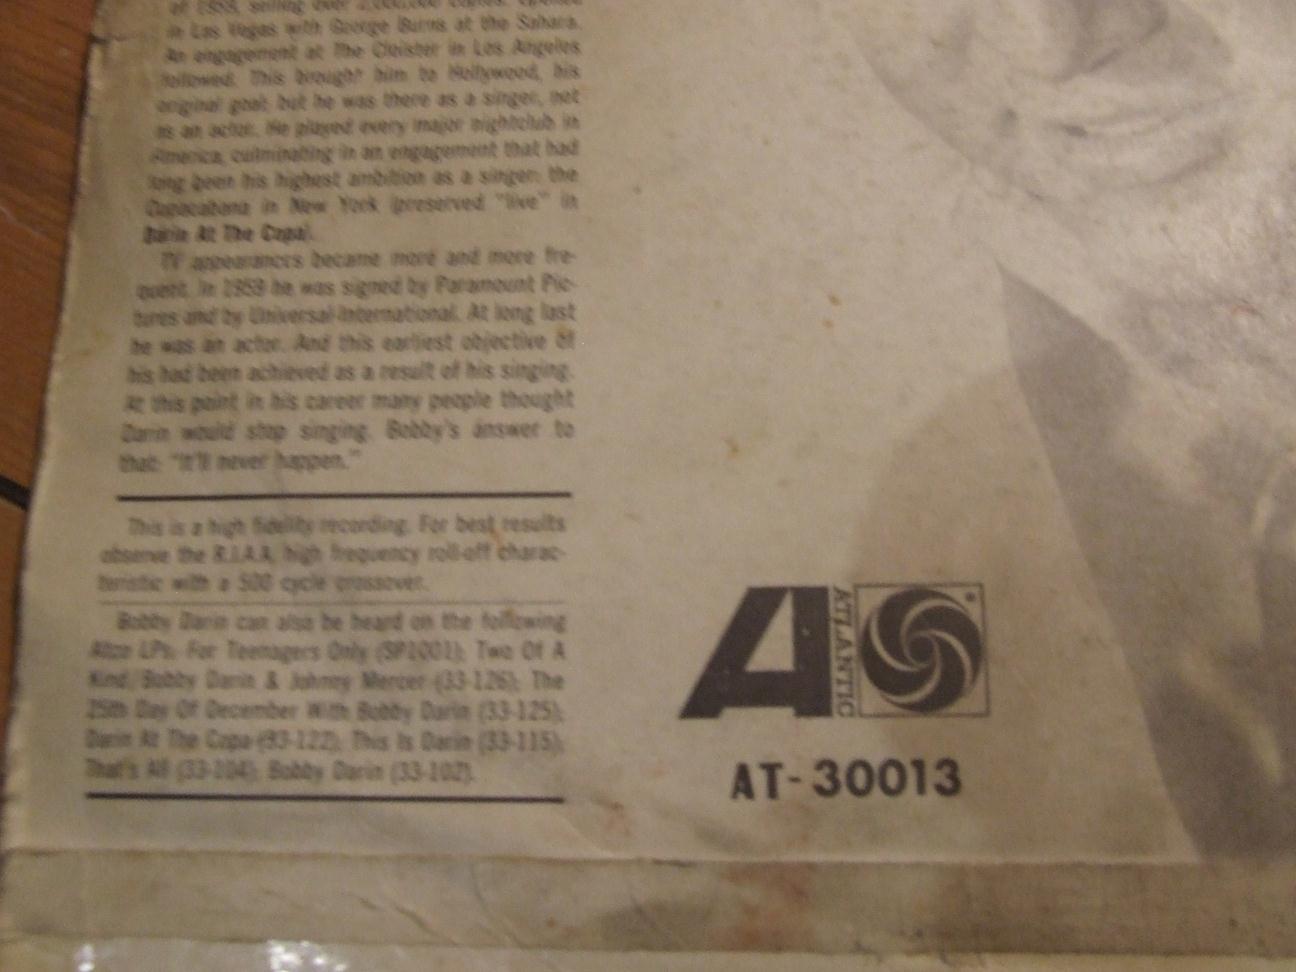 of 1959, selling over 2,000,000 copies. Opened
in Las Vegas with George Burns at the Sahara.
An engagement at The Cloister in Los Angeles
followed. This brought him to Hollywood, his
original goal; but he was there as a singer, not
as an actor. He played every major nightclub in
America, culminating in an engagement that had
long been his highest ambition as a singer: the
Copacabana in New York (preserved "live" in
Darin At The Copa).
TV appearances became more and more fre-
quent. In 1959 he was signed by Paramount Pic-
tures and by Universal-International. At long last
he was an actor. And this earliest objective of
his had been achieved as a result of his singing.
At this point in his career many people thought
Darin would stop singing. Bobby's answer to
that: "It'll never happen."
This is a high fidelity recording. For best results
observe the R.I.A.A. high frequency roll-off charac-
teristic with a 500 cycle crossover.
Bobby Darin can also be heard on the following
Atco LPs: For Teenagers Only (SP1001); Two Of A
Kind/Bobby Darin & Johnny Mercer (33-126); The
25th Day Of December With Bobby Darin (33-125);
Darin At The Copa (33-122); This Is Darin (33-115);
That's All (33-104); Bobby Darin (33-102).
A ATLANTIC
AT-30013